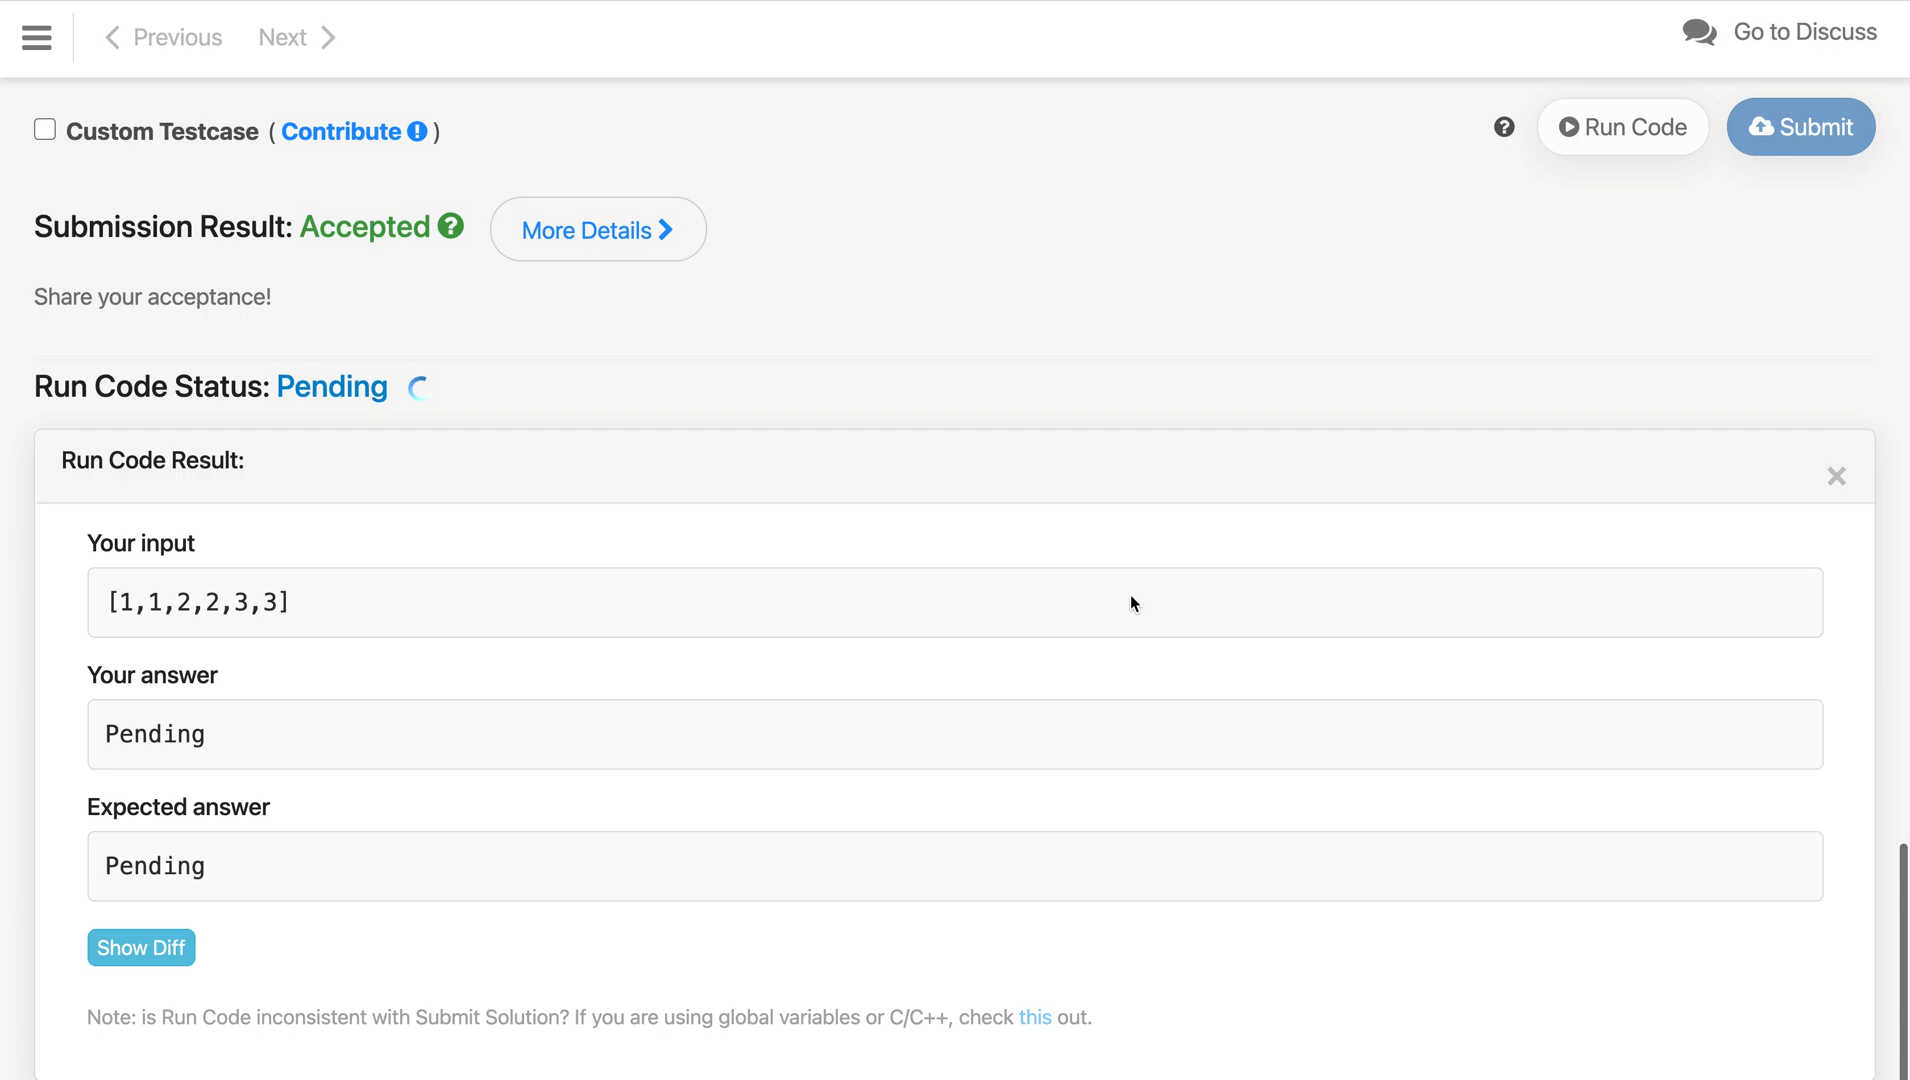 Previous Next Go to Discuss
Custom Testcase ( Contribute )
Run Code Submit
Submission Result: Accepted More Details
Share your acceptance!
Run Code Status: Pending
Run Code Result:
Your input
[1,1,2,2,3,3]
Your answer
Pending
Expected answer
Pending
Show Diff
Note: is Run Code inconsistent with Submit Solution? If you are using global variables or C/C++, check this out.